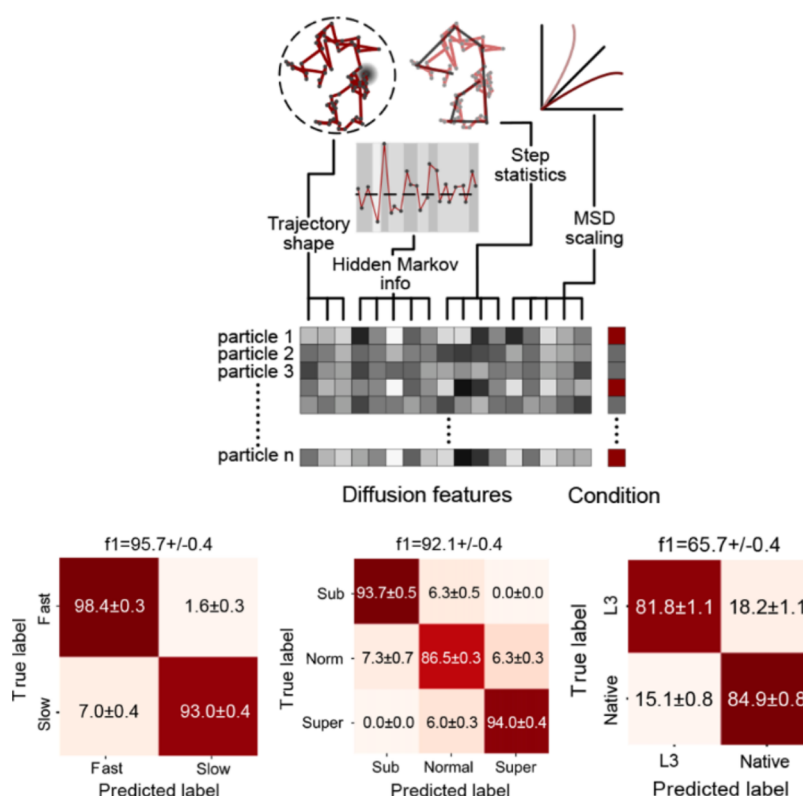 Step
statistics
Trajectory
shape
MSD
scaling
Hidden Markov
info
particle 1
particle 2
particle 3
particle n
Diffusion features
Condition
f1=95.7+/-0.4
True label
Fast
98.4±0.3
1.6±0.3
Slow
7.0±0.4
93.0±0.4
Fast
Slow
Predicted label
f1=92.1+/-0.4
True label
Sub
93.7±0.5
6.3±0.5
0.0±0.0
Norm
7.3±0.7
86.5±0.3
6.3±0.3
Super
0.0±0.0
6.0±0.3
94.0±0.4
Sub
Normal
Super
Predicted label
f1=65.7+/-0.4
True label
L3
81.8±1.1
18.2±1.1
Native
15.1±0.8
84.9±0.8
L3
Native
Predicted label